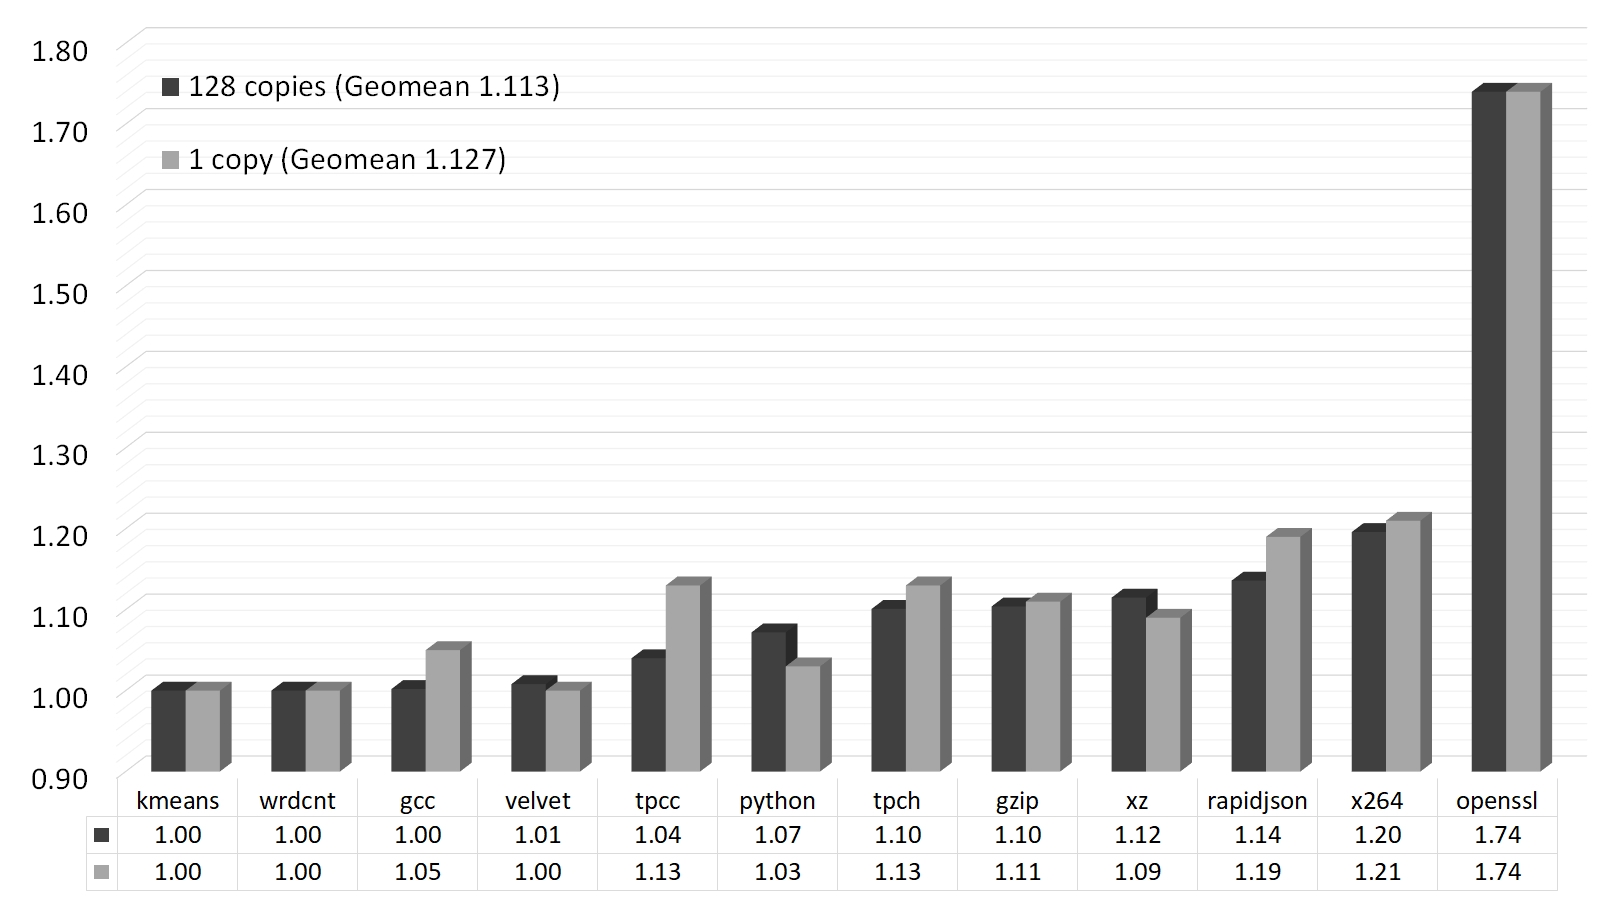 1.80
128 copies (Geomean 1.113)
1.70
1 copy (Geomean 1.127)
1.60
1.50
1.40
1.30
1.20
1.10
1.00
0.90
kmeans wrdcnt gcc velvet tpcc python tpch gzip xz rapidjson x264 openssl
1.00 1.00 1.00 1.01 1.04 1.07 1.10 1.10 1.12 1.14 1.20 1.74
1.00 1.00 1.05 1.00 1.13 1.03 1.13 1.11 1.09 1.19 1.21 1.74